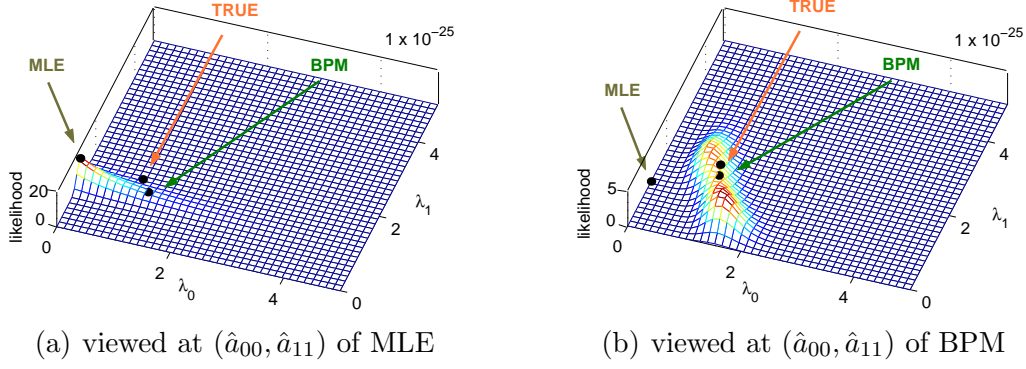 TRUE
1 x 10⁻²⁵
MLE
BPM
likelihood
20
0
0
2
4
λ₀
0
2
4
λ₁
(a) viewed at (â₀₀, â₁₁) of MLE
TRUE
1 x 10⁻²⁵
BPM
MLE
likelihood
5
0
0
2
4
λ₀
0
2
4
λ₁
(b) viewed at (â₀₀, â₁₁) of BPM